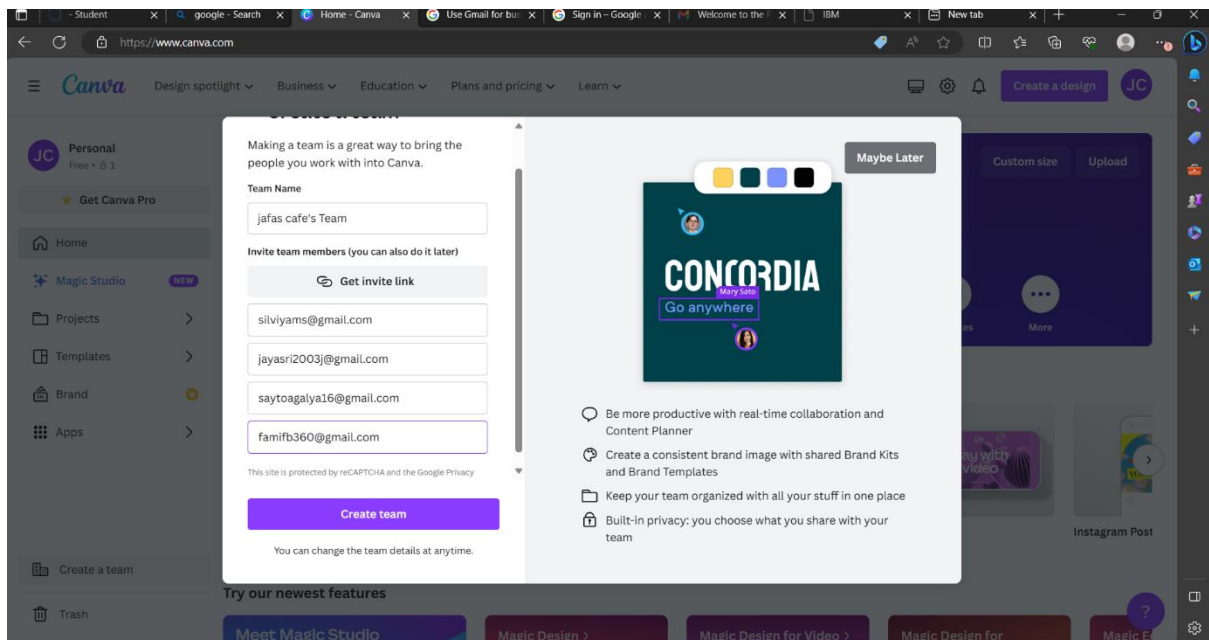 - Student
google - Search
Home - Canva
Use Gmail for bus
Sign in – Google
Welcome to the
IBM
New tab
https://www.canva.com
Canva
Design spotlight
Business
Education
Plans and pricing
Learn
Create a design
JC
JC
Personal
Free • 1
Get Canva Pro
Home
Magic Studio
NEW
Projects
Templates
Brand
Apps
Create a team
Trash
Create a team
Making a team is a great way to bring the
people you work with into Canva.
Team Name
jafas cafe's Team
Invite team members (you can also do it later)
Get invite link
silviyams@gmail.com
jayasri2003j@gmail.com
saytoagalya16@gmail.com
famifb360@gmail.com
This site is protected by reCAPTCHA and the Google Privacy
Create team
You can change the team details at anytime.
Maybe Later
CONCORDIA
Mary Sato
Go anywhere
Be more productive with real-time collaboration and
Content Planner
Create a consistent brand image with shared Brand Kits
and Brand Templates
Keep your team organized with all your stuff in one place
Built-in privacy: you choose what you share with your
team
Custom size
Upload
More
ay with
video
Instagram Post
Try our newest features
Meet Magic Studio
Magic Design >
Magic Design for Video >
Magic Design for
Magic E
?